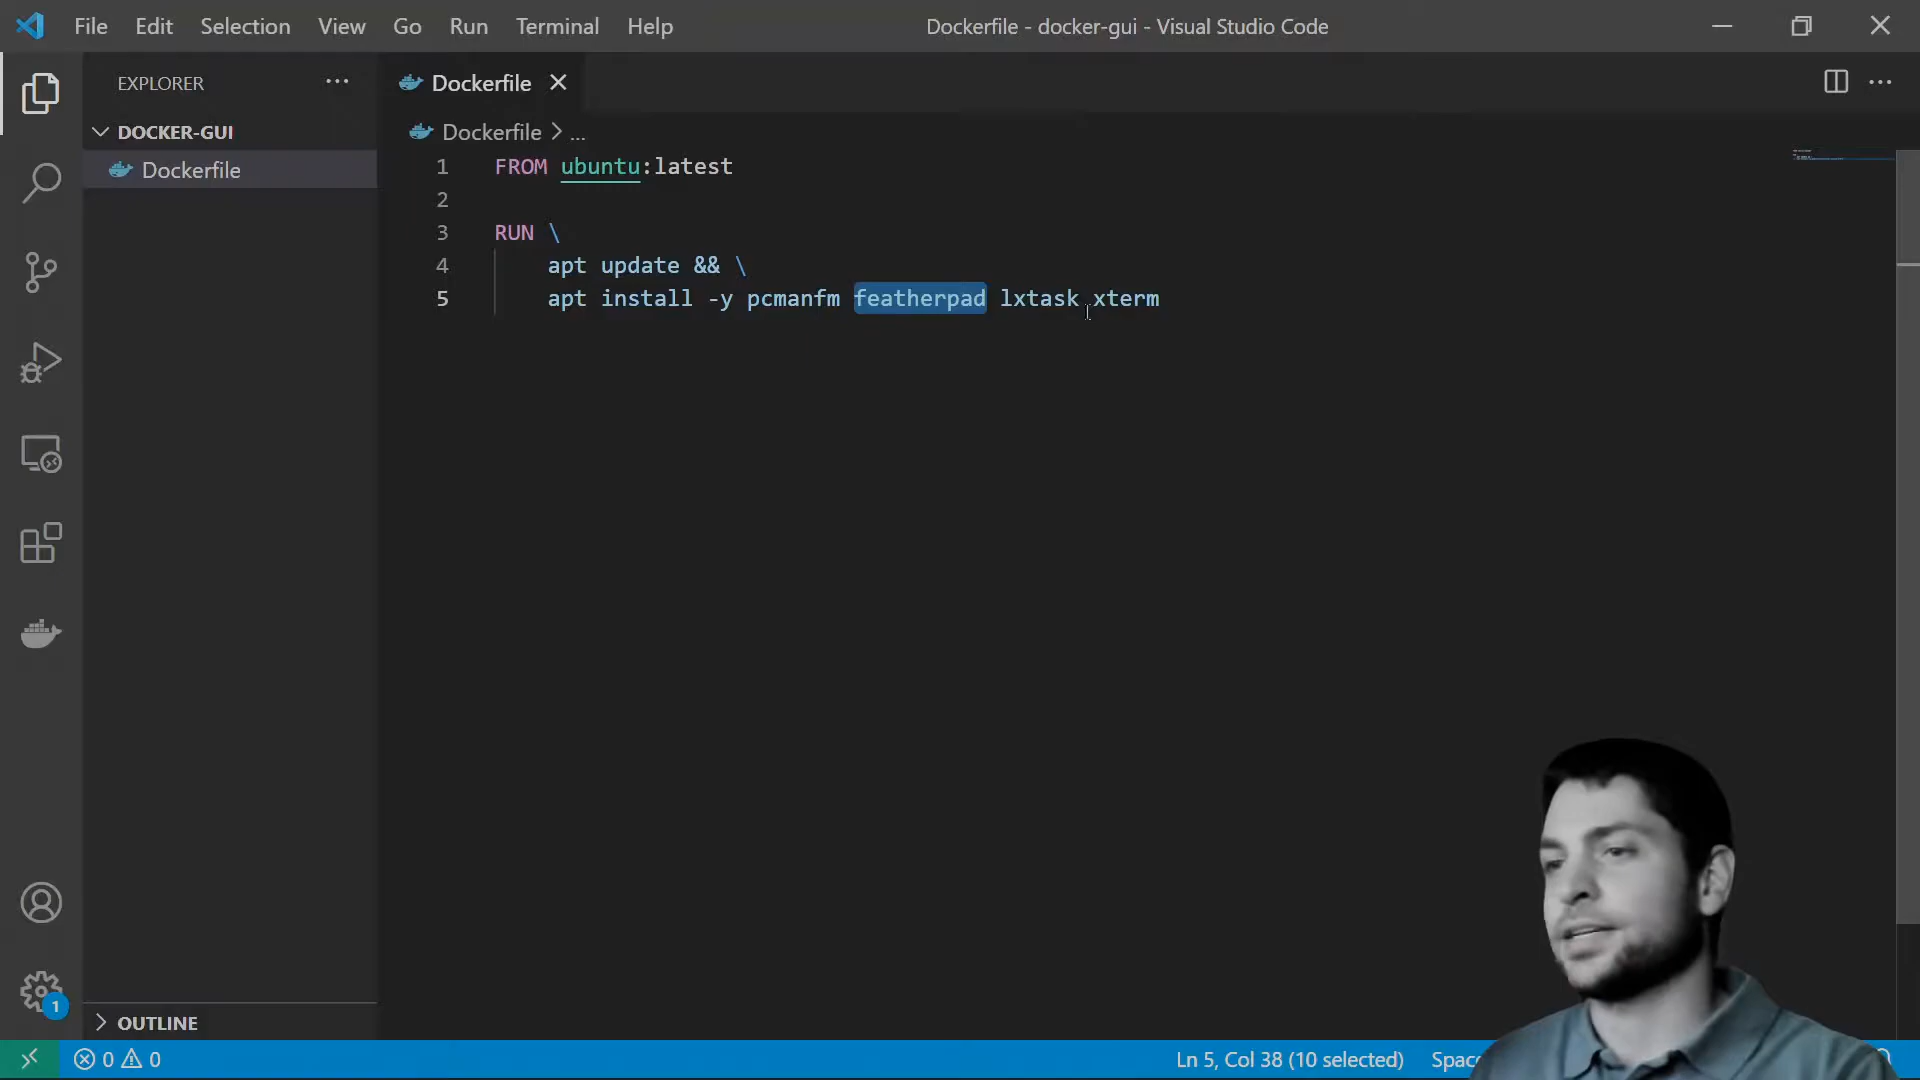 File Edit Selection View Go Run Terminal Help
Dockerfile - docker-gui - Visual Studio Code
EXPLORER
DOCKER-GUI
Dockerfile
OUTLINE
Dockerfile
Dockerfile > ...
1 FROM ubuntu:latest
2
3 RUN \
4 apt update && \
5 apt install -y pcmanfm featherpad lxtask xterm
1
0 0
Ln 5, Col 38 (10 selected)